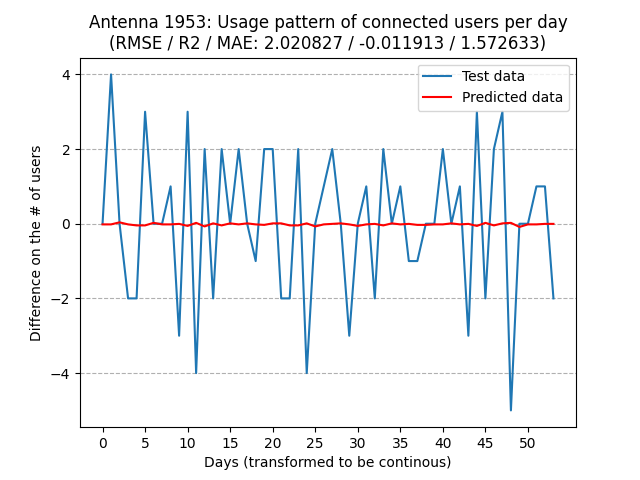 Antenna 1953: Usage pattern of connected users per day
(RMSE / R2 / MAE: 2.020827 / -0.011913 / 1.572633)
Test data
Predicted data
Difference on the # of users
4
2
0
−2
−4
0 5 10 15 20 25 30 35 40 45 50
Days (transformed to be continous)